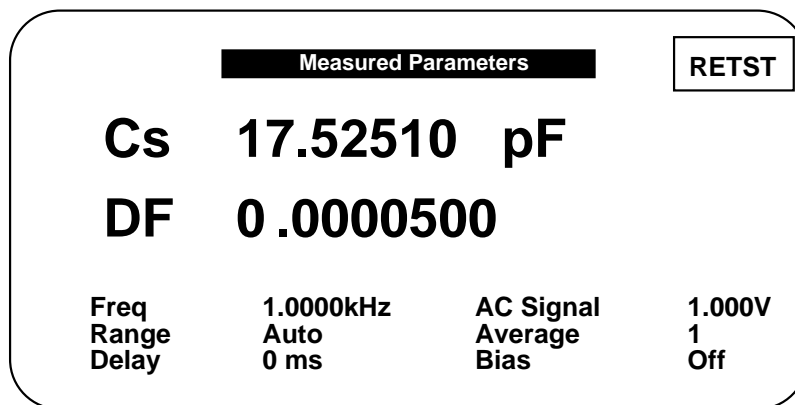 Measured Parameters
RETST
Cs 17.52510 pF
DF 0.0000500
Freq 1.0000kHz AC Signal 1.000V
Range Auto Average 1
Delay 0 ms Bias Off